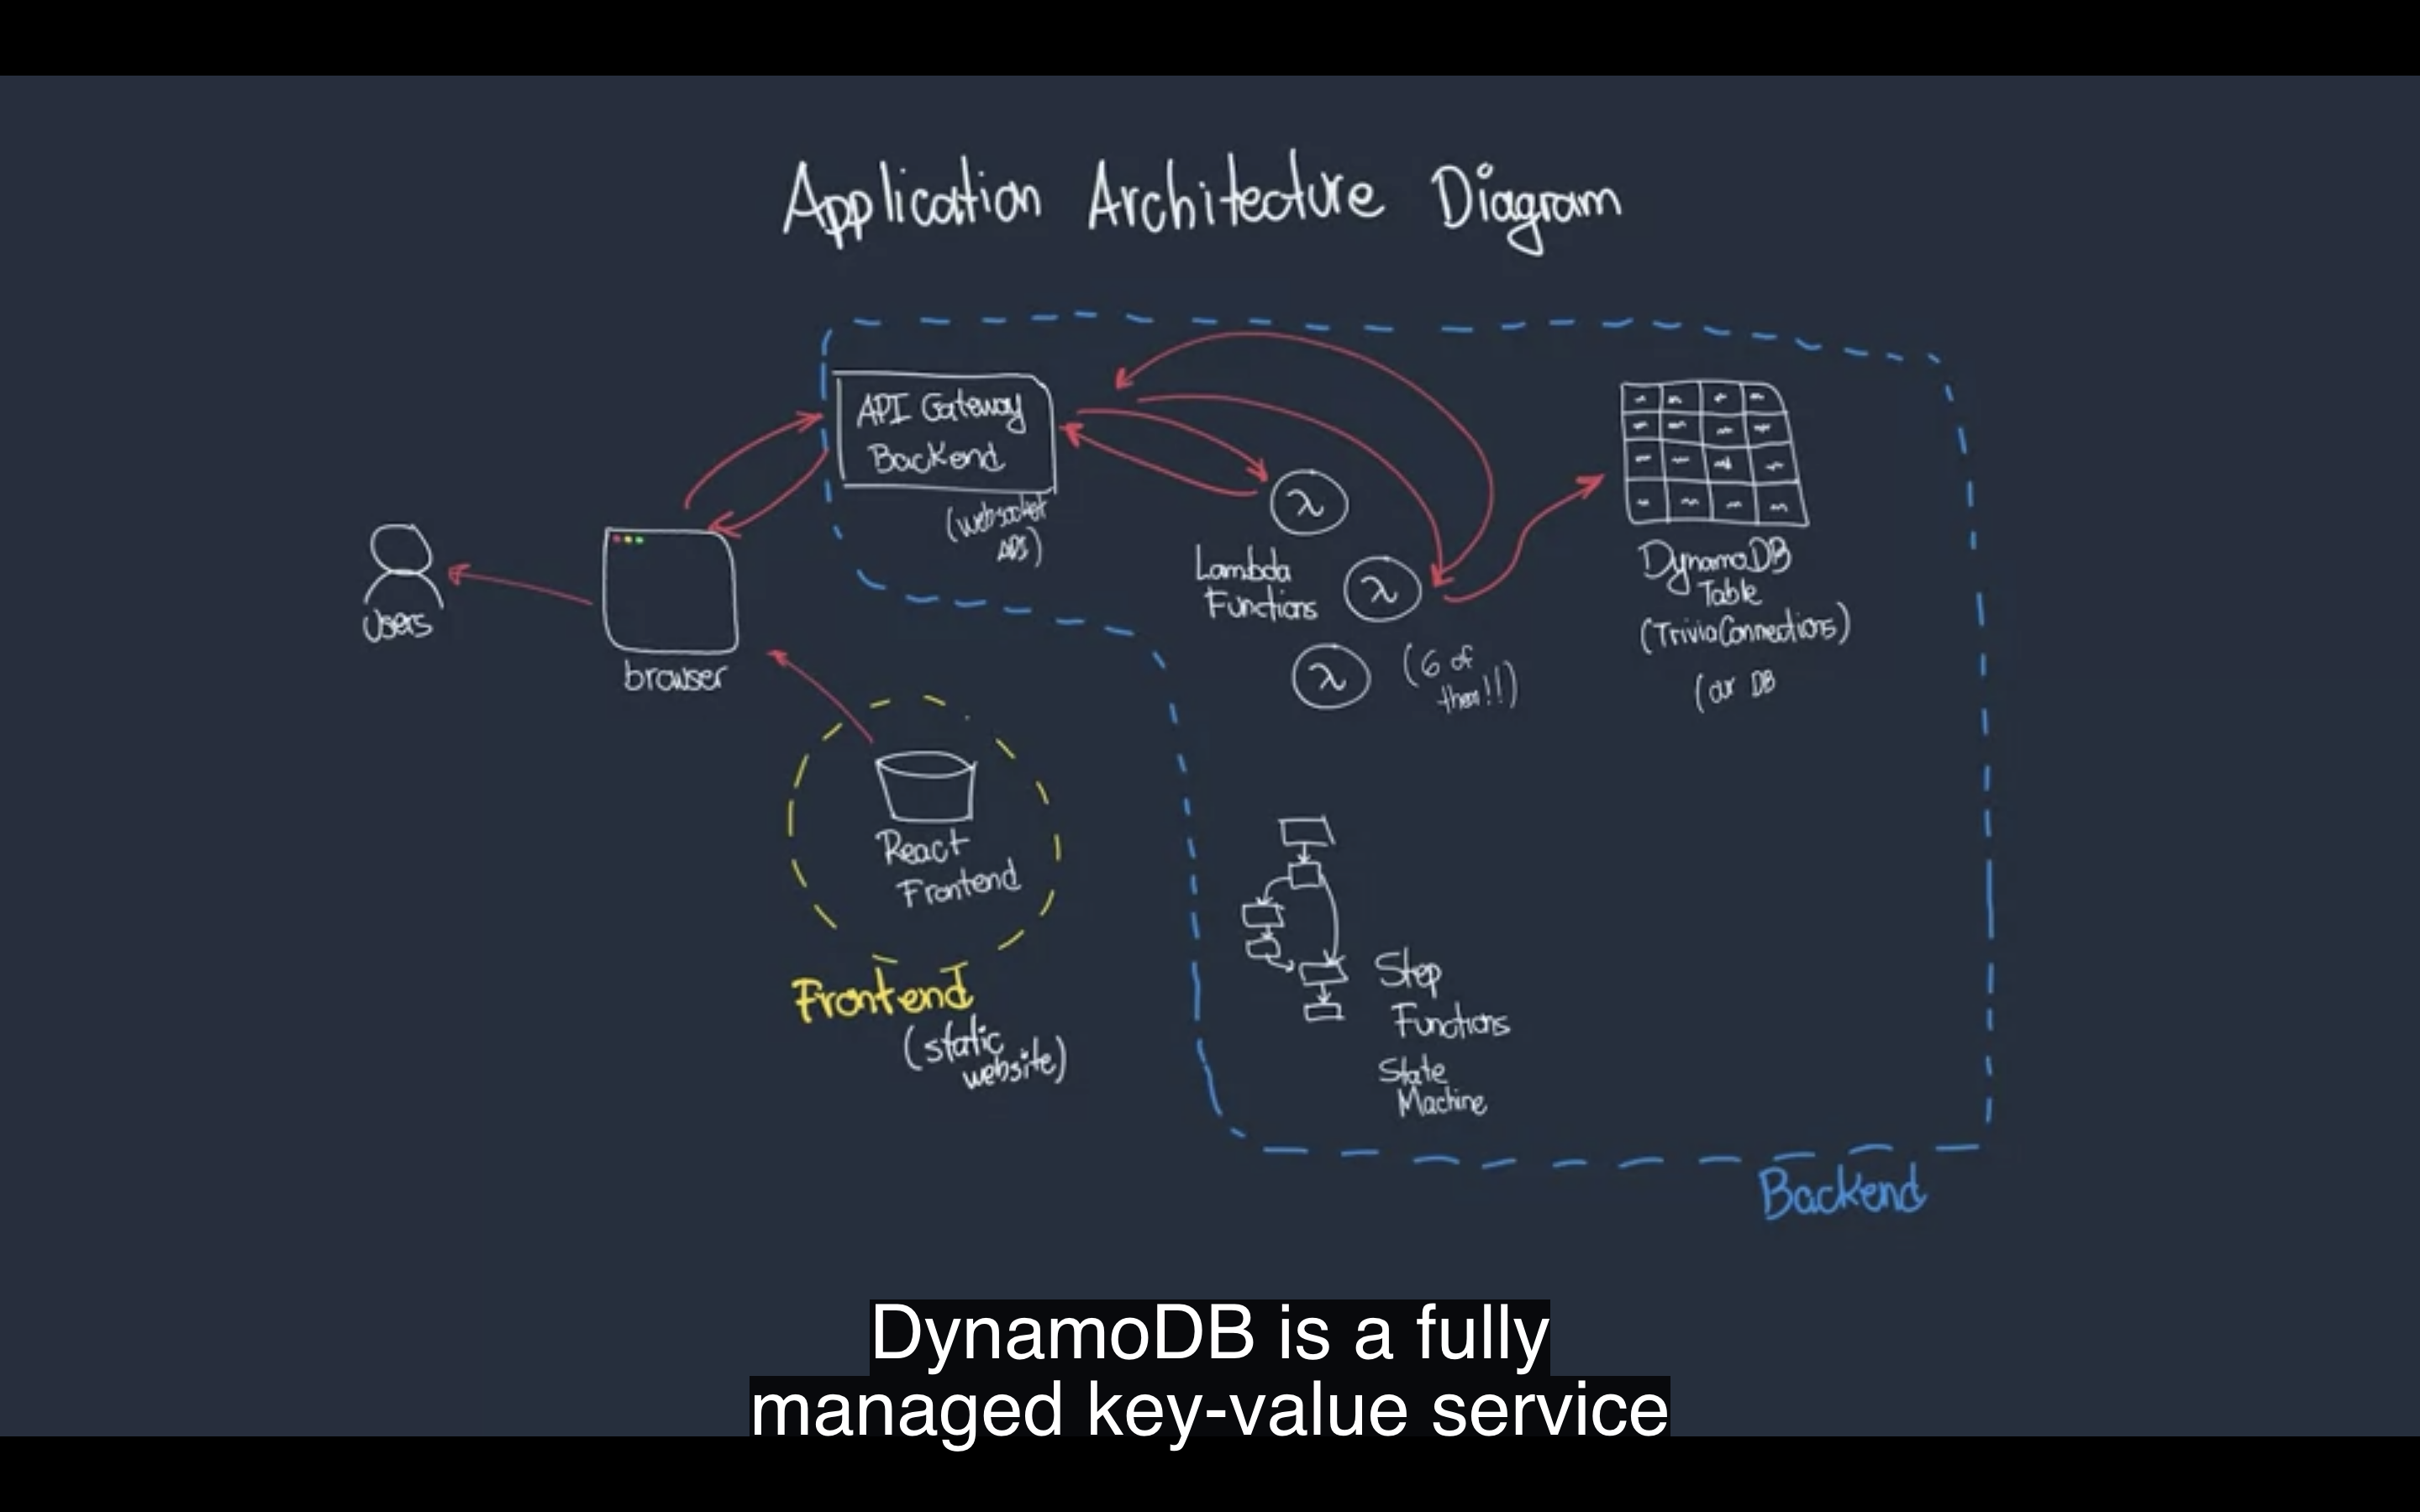 Application Architecture Diagram
API Gateway
Backend
(websocket
API)
Users
browser
Lambda
Functions
λ
λ
λ
(6 of
them!!)
DynamoDB
Table
(TriviaConnections)
(our DB
React
Frontend
Frontend
(static
website)
Step
Functions
State
Machine
Backend
DynamoDB is a fully
managed key-value service